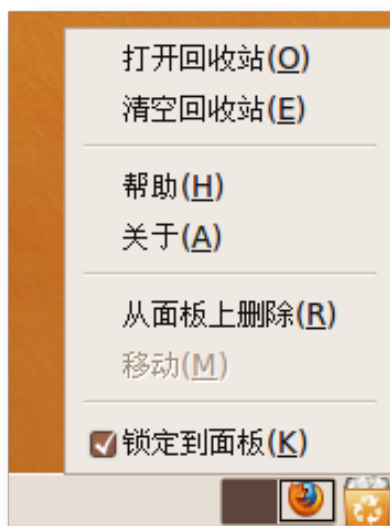 打开回收站(O)
清空回收站(E)
帮助(H)
关于(A)
从面板上删除(R)
移动(M)
锁定到面板(K)